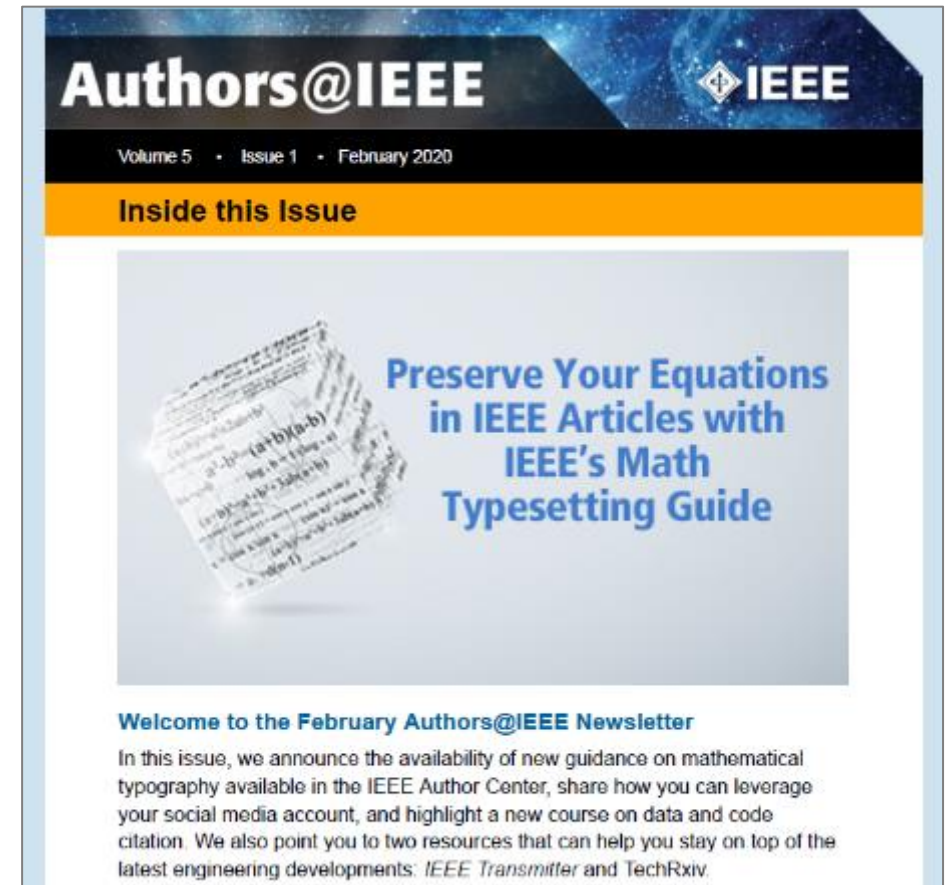 Authors@IEEE
IEEE
Volume 5 • Issue 1 • February 2020
Inside this Issue
Preserve Your Equations
in IEEE Articles with
IEEE's Math
Typesetting Guide
a²-b²=(a+b)(a-b)
Welcome to the February Authors@IEEE Newsletter
In this issue, we announce the availability of new guidance on mathematical
typography available in the IEEE Author Center, share how you can leverage
your social media account, and highlight a new course on data and code
citation. We also point you to two resources that can help you stay on top of the
latest engineering developments: IEEE Transmitter and TechRxiv.